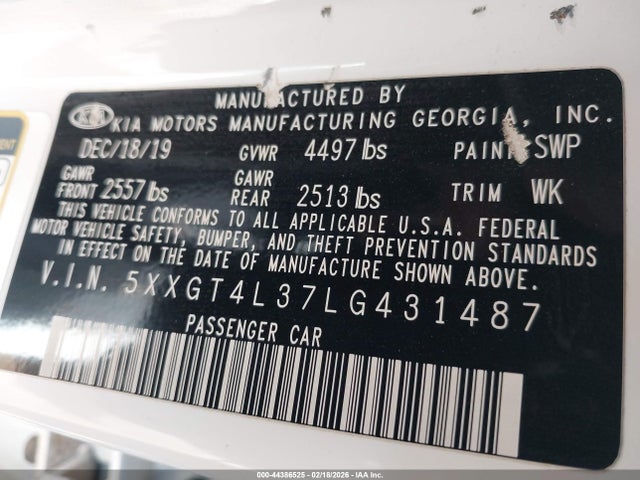 MANUFACTURED BY
KIA KIA MOTORS MANUFACTURING GEORGIA, INC.
DEC/18/19 GVWR 4497 lbs PAINT SWP
GAWR FRONT 2557 lbs GAWR REAR 2513 lbs TRIM WK
THIS VEHICLE CONFORMS TO ALL APPLICABLE U.S.A. FEDERAL
MOTOR VEHICLE SAFETY, BUMPER, AND THEFT PREVENTION STANDARDS
IN EFFECT ON THE DATE OF MANUFACTURE SHOWN ABOVE.
V.I.N. 5XXGT4L37LG431487
PASSENGER CAR
000-44386525 - 02/18/2026 - IAA Inc.